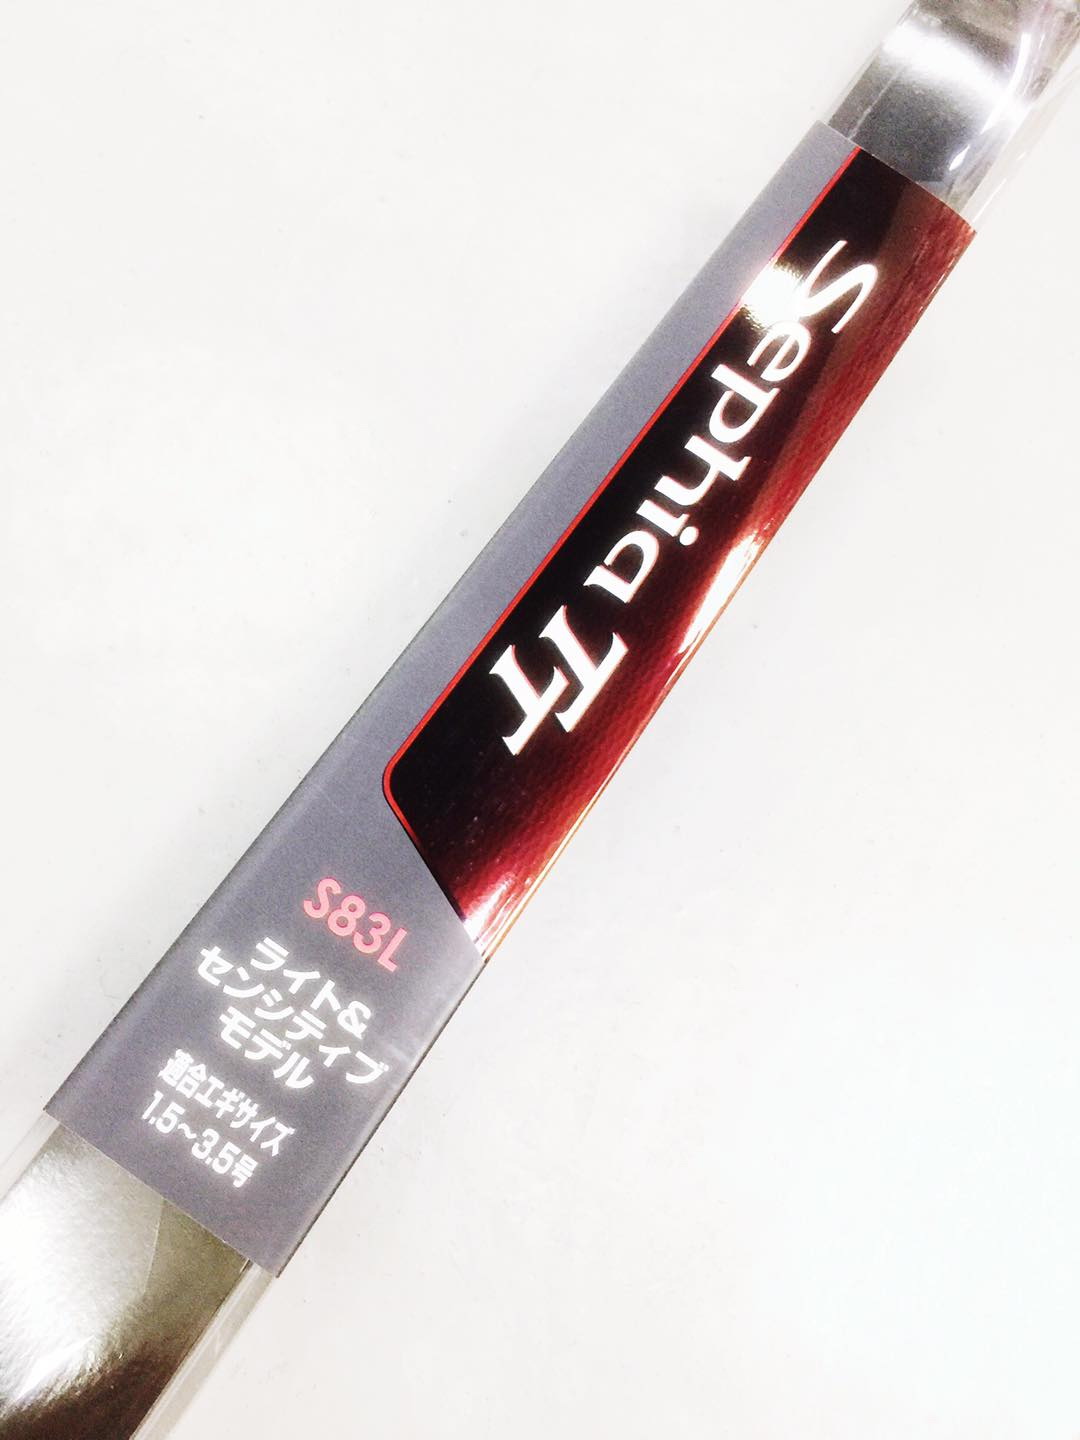 Sephia TT
S83L
ライト&
センシティブ
モデル
適合エギサイズ
1.5~3.5号